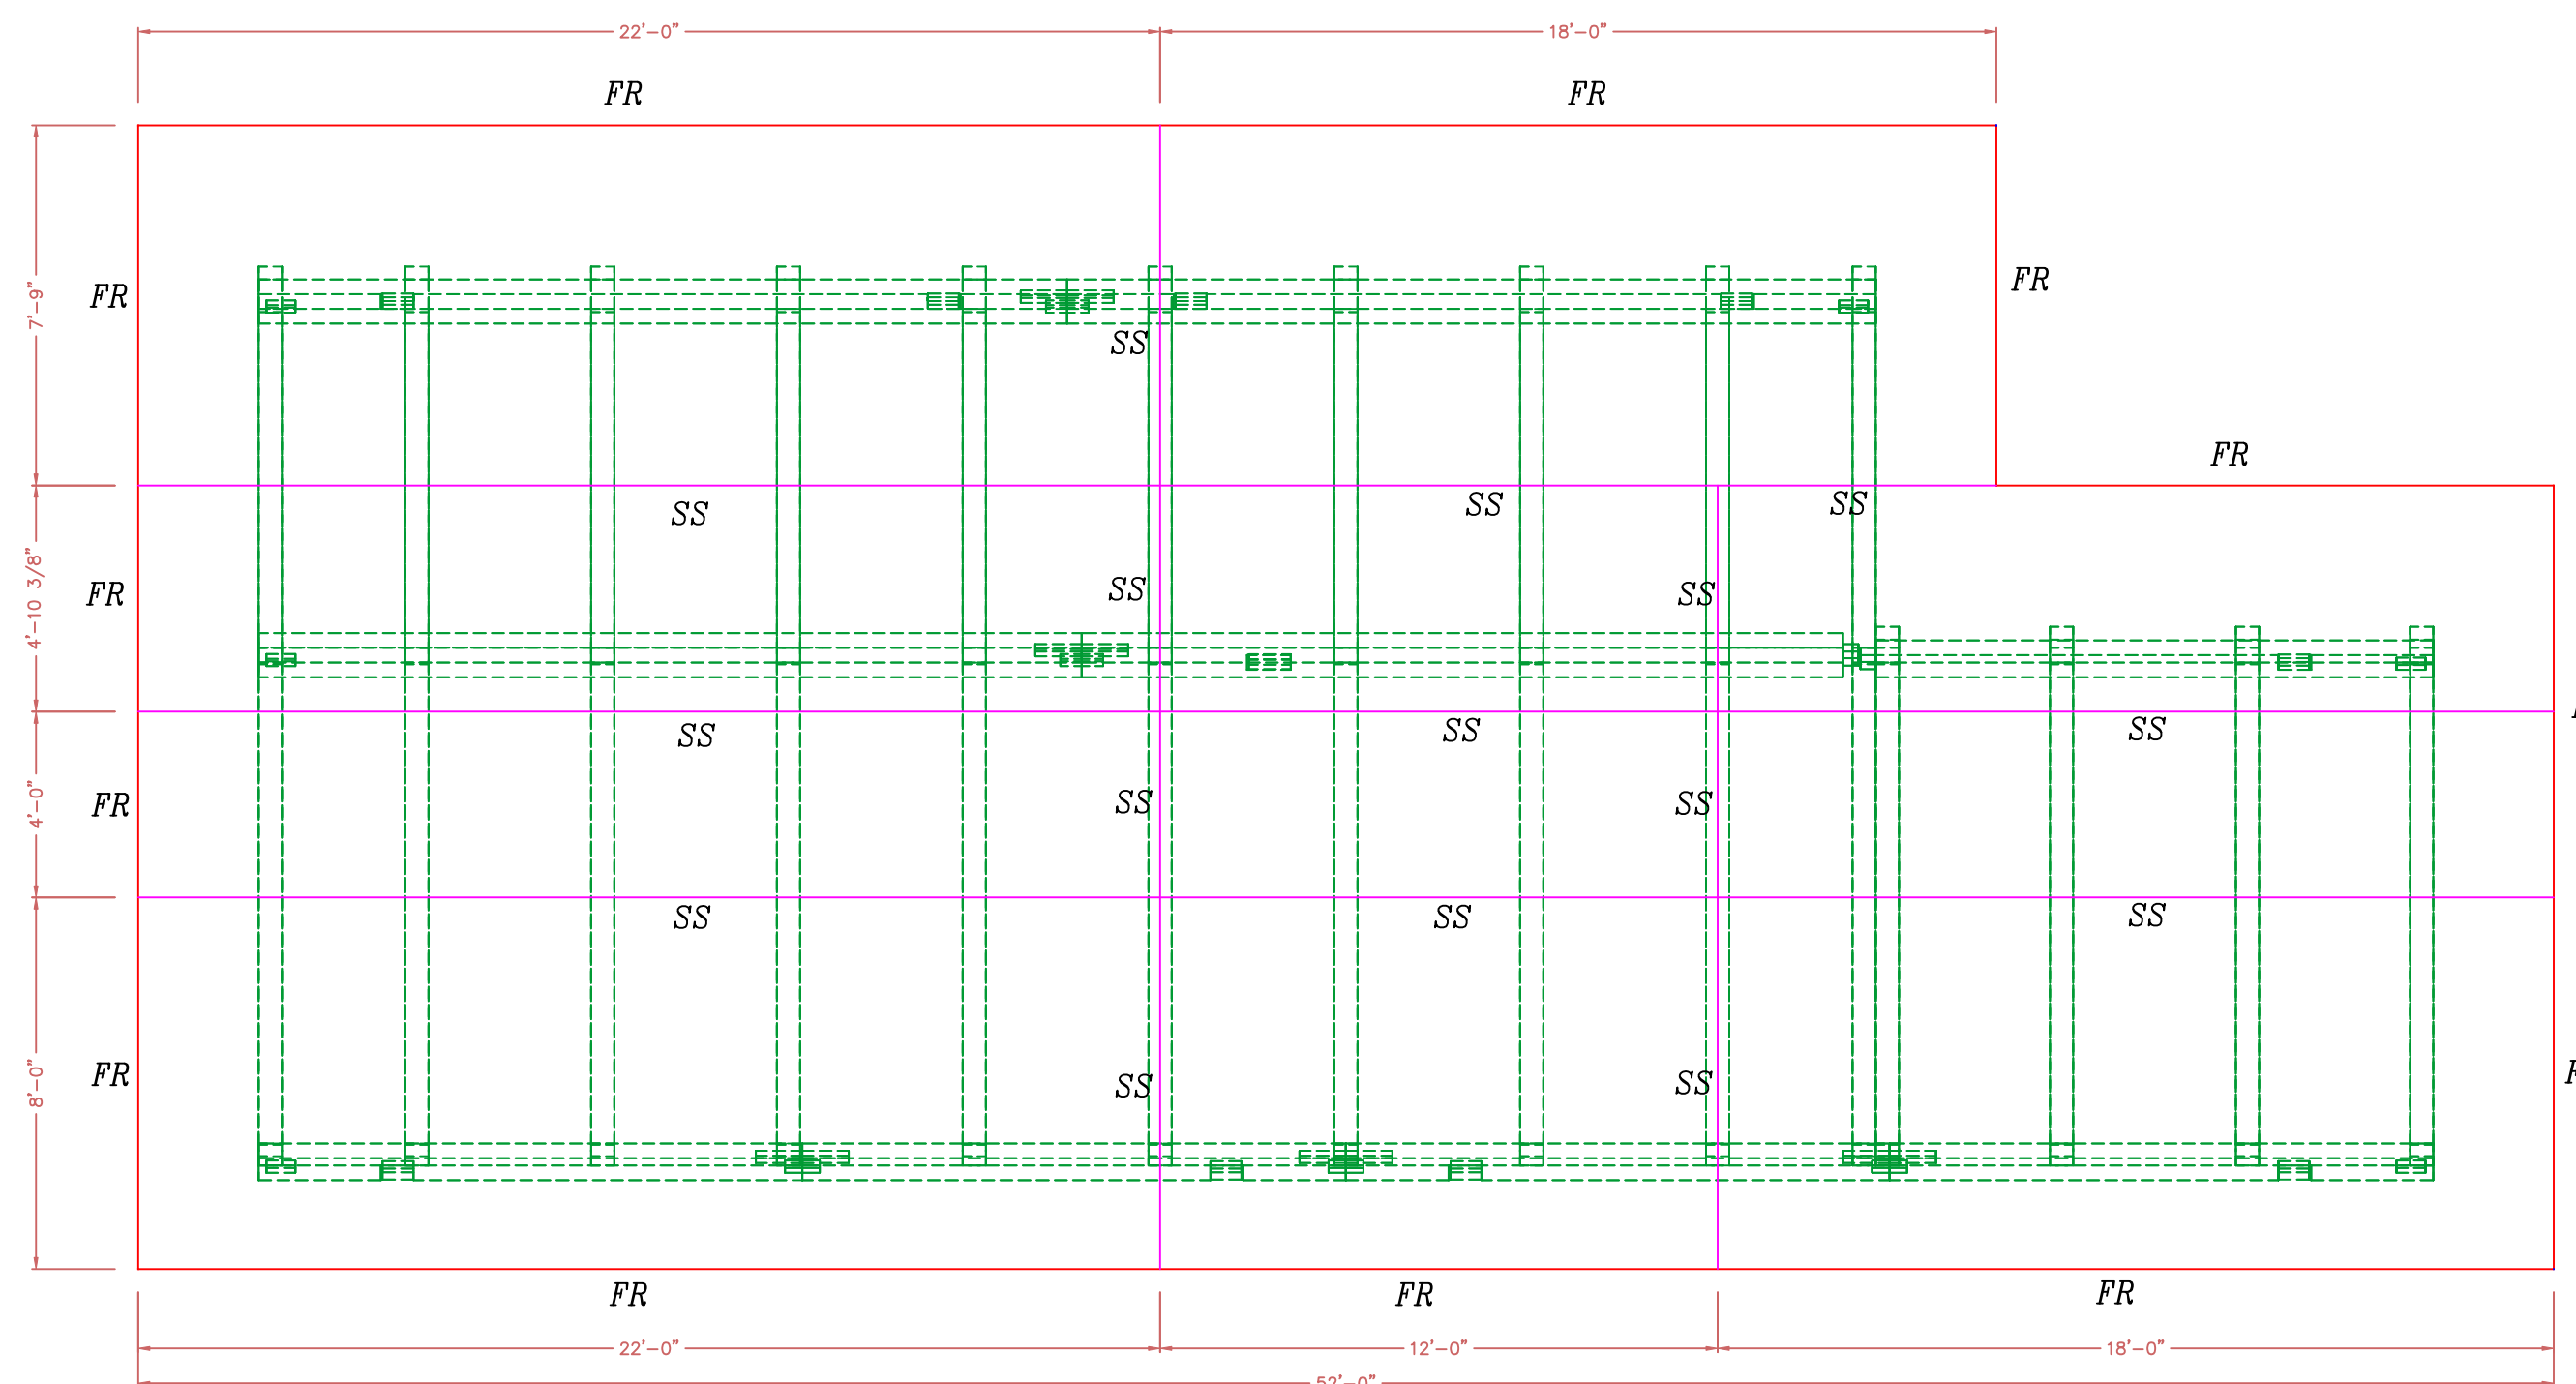 22'-0" 18'-0"
FR FR
FR FR
7'-9"
SS
FR
SS SS SS
4'-10 3/8"
FR SS SS
SS SS SS
4'-0"
FR SS SS
SS SS SS
8'-0"
FR SS SS
FR FR FR
22'-0" 12'-0" 18'-0"
52'-0"